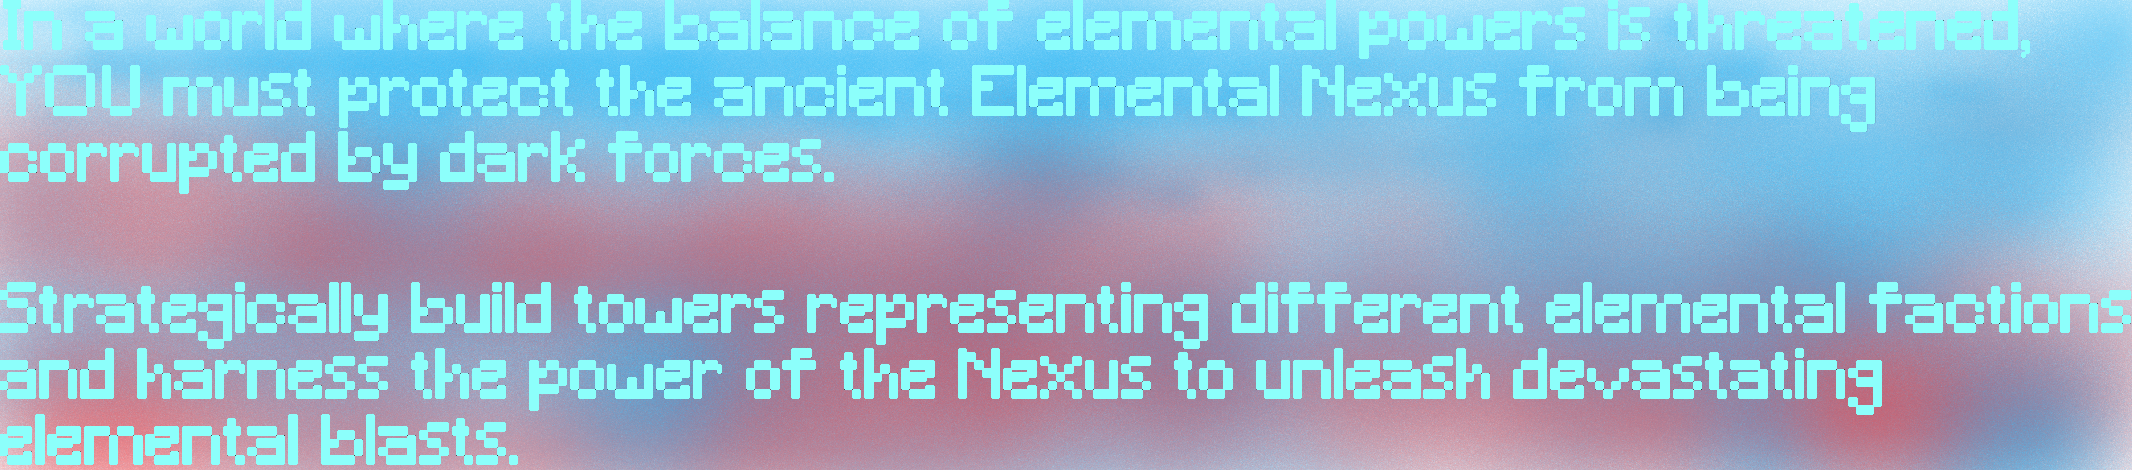 In a world where the balance of elemental powers is threatened,
YOU must protect the ancient Elemental Nexus from being
corrupted by dark forces.
Strategically build towers representing different elemental factions
and harness the power of the Nexus to unleash devastating
elemental blasts.